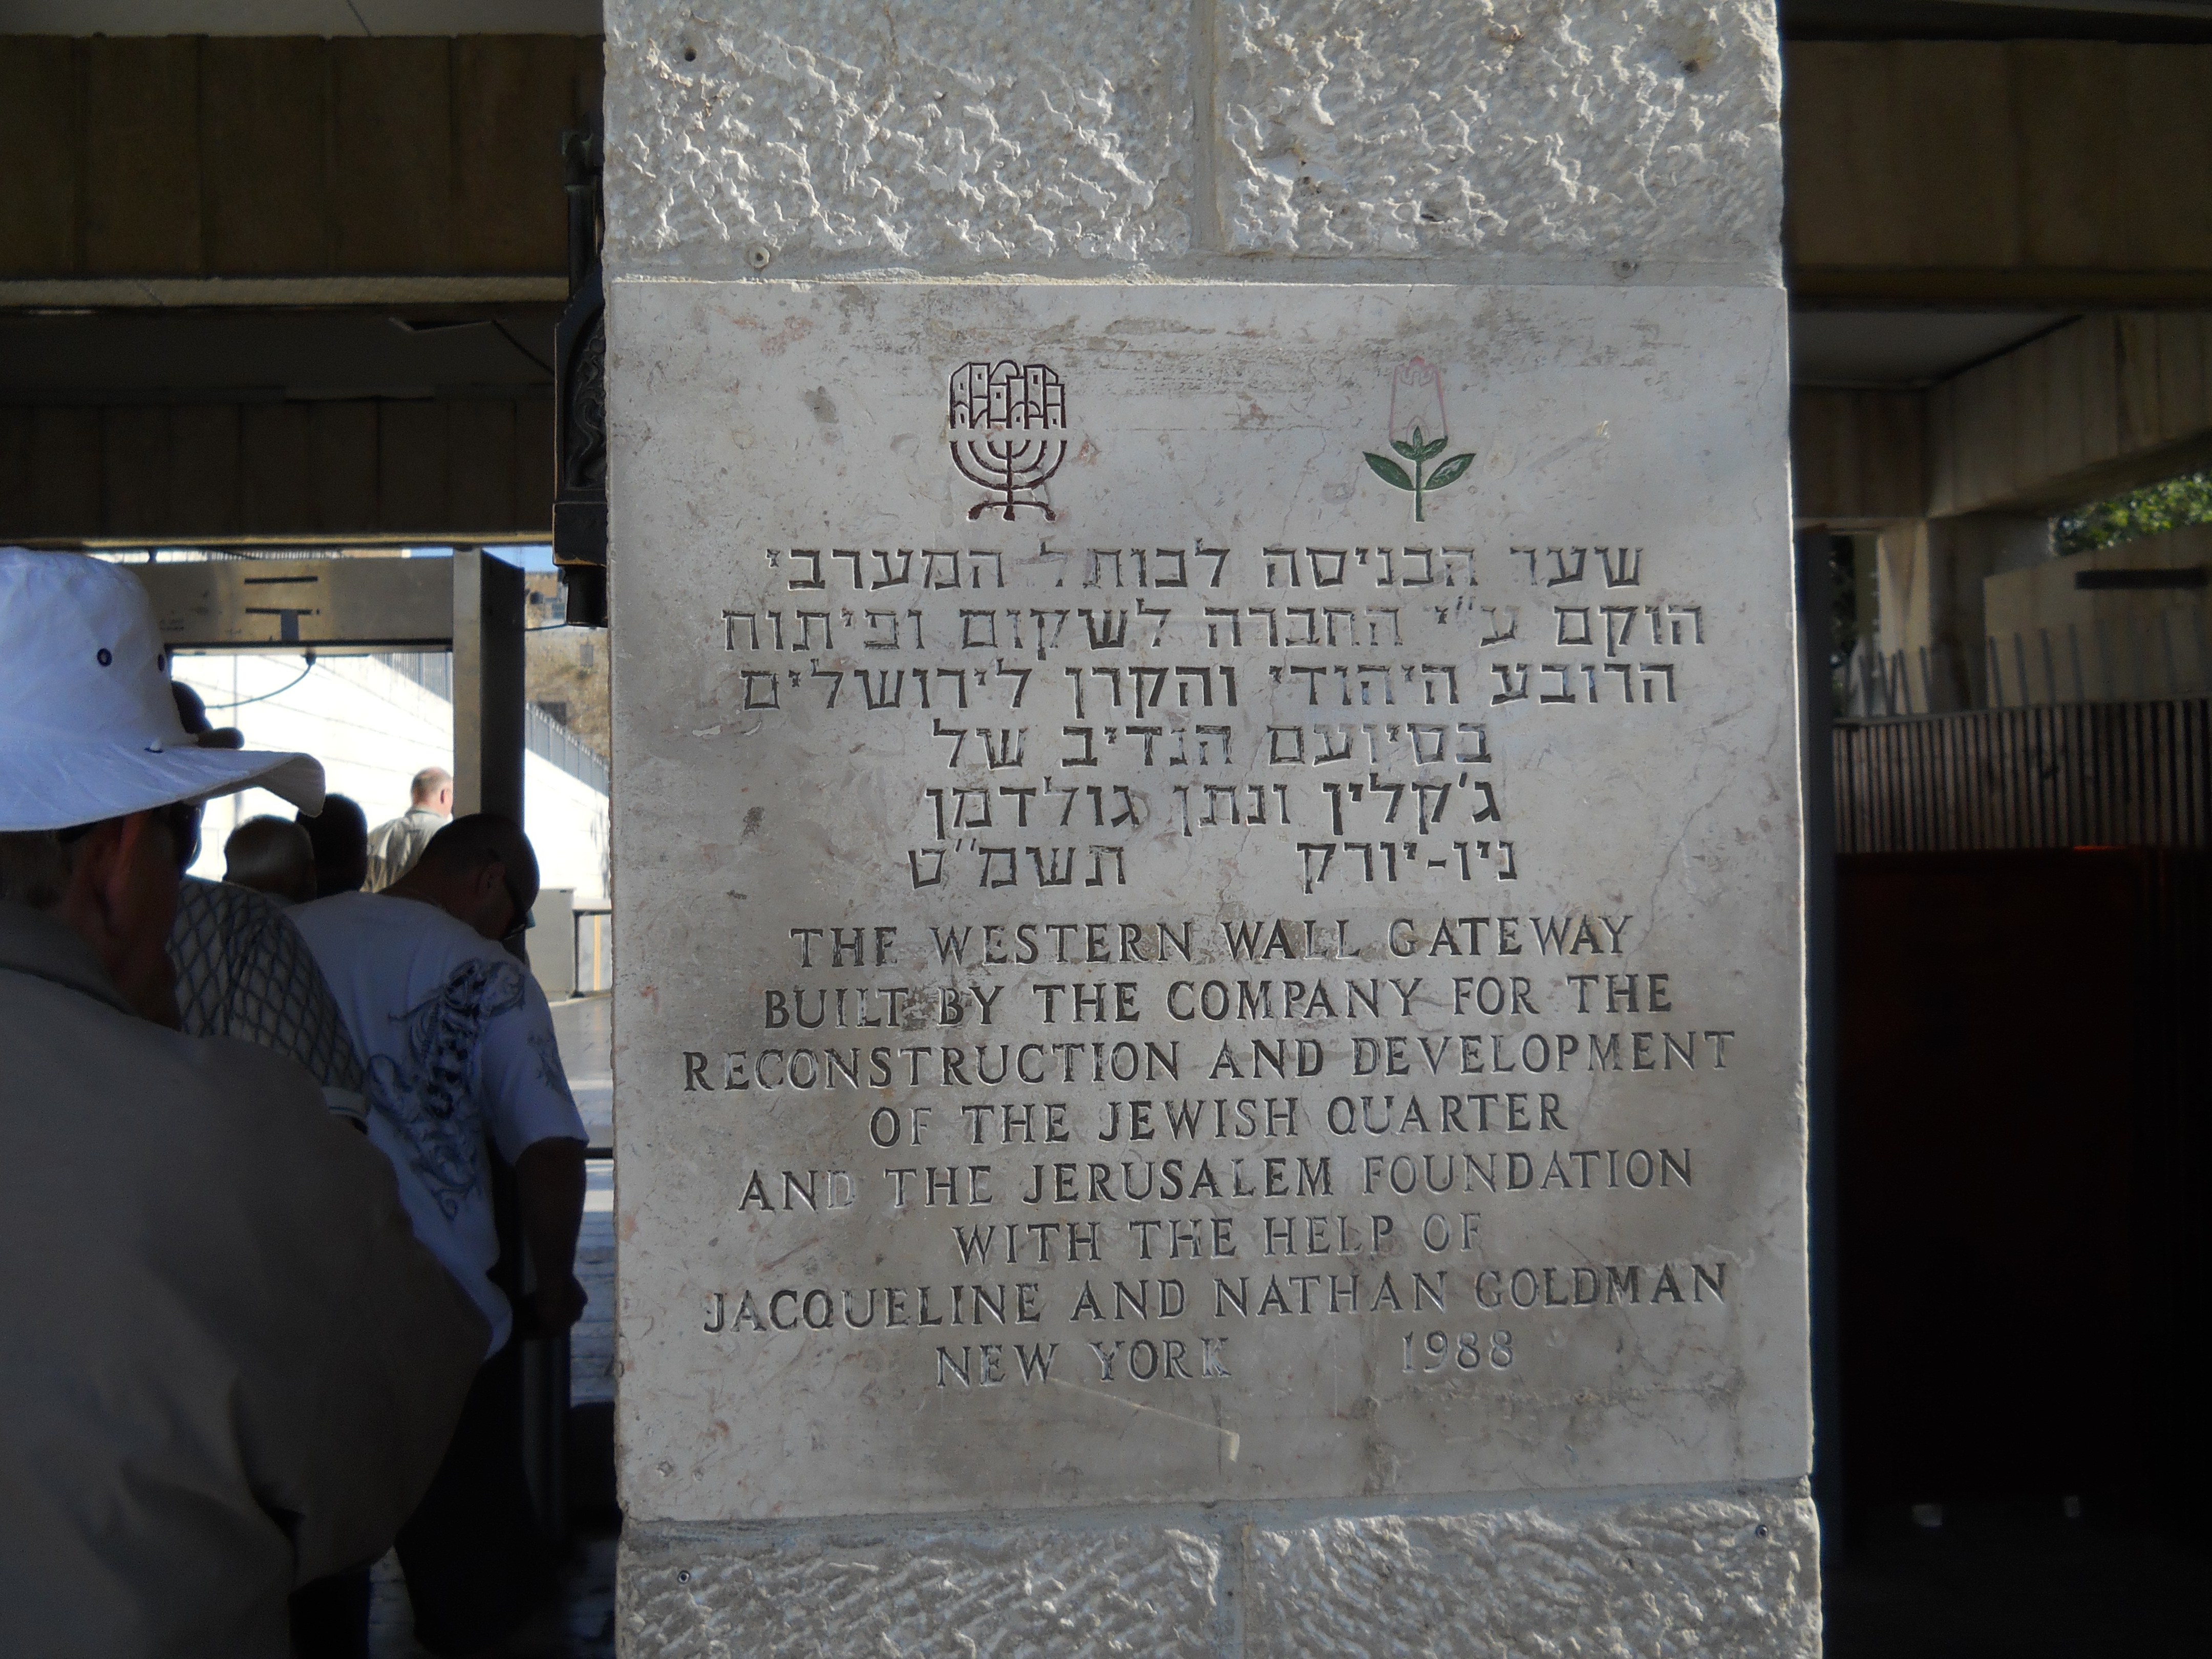 שער הכניסה לכותל המערבי
הוקם ע"י החברה לשקום ופיתוח
הרובע היהודי והקרן לירושלים
בסיועם הנדיב של
ג'קלין ונתן גולדמן
ניו-יורק תשמ"ט
THE WESTERN WALL GATEWAY
BUILT BY THE COMPANY FOR THE
RECONSTRUCTION AND DEVELOPMENT
OF THE JEWISH QUARTER
AND THE JERUSALEM FOUNDATION
WITH THE HELP OF
JACQUELINE AND NATHAN GOLDMAN
NEW YORK 1988